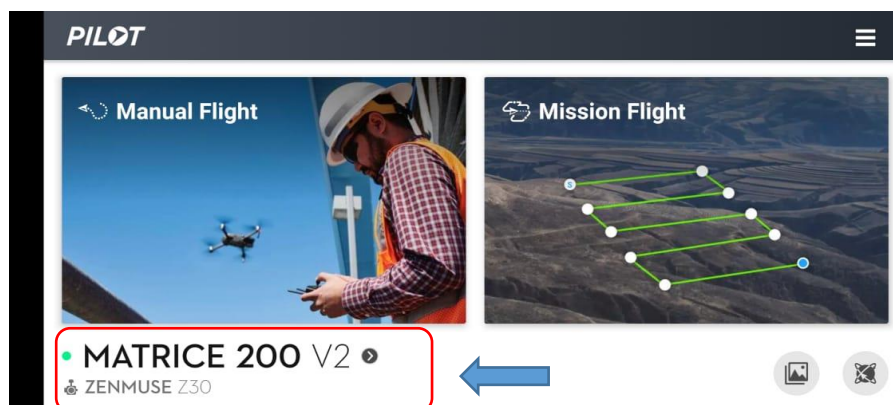 PILOT
Manual Flight
Mission Flight
S
MATRICE 200 V2
ZENMUSE Z30